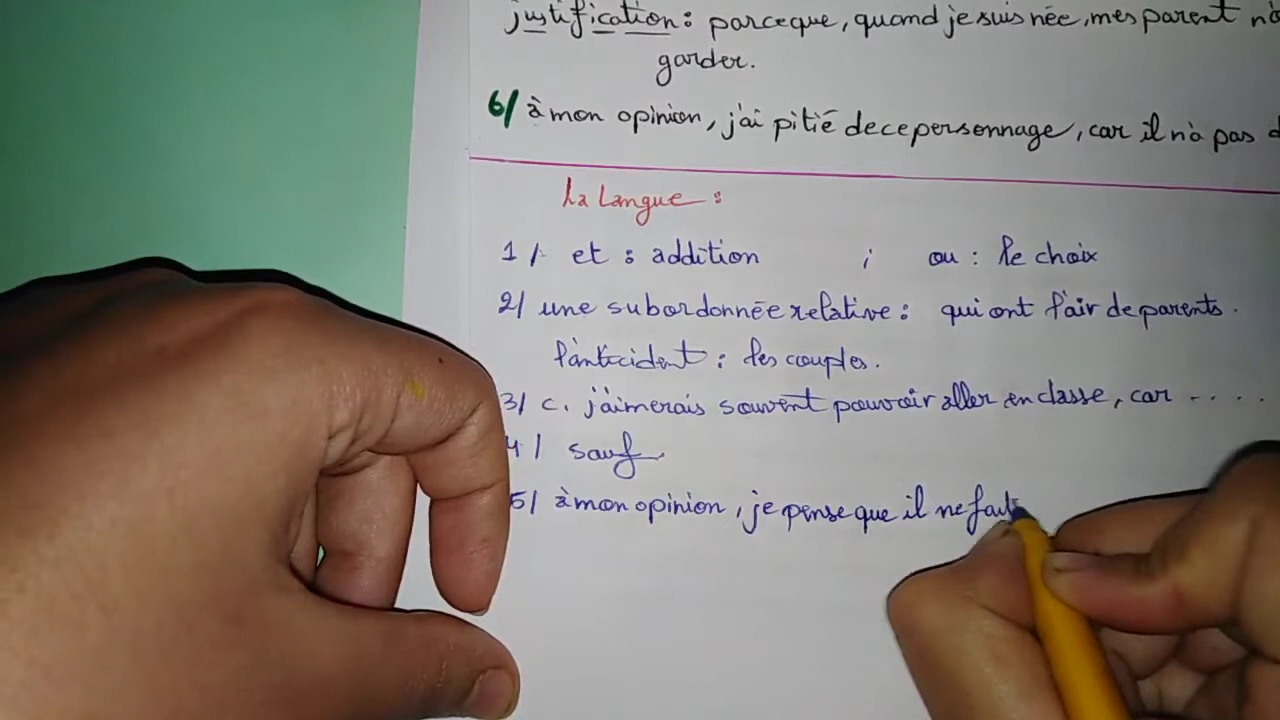 justification: parceque, quand je suis née, mes parent n'a
garder.
6/ à mon opinion, j'ai pitié de ce personnage, car il n'a pas d
La Langue :
1/. et : addition ; ou : le choix
2/ une subordonnée relative : qui ont l'air de parents.
l'antécident : les couples.
3/ c. j'aimerais souvent pouvoir aller en classe, car .....
4/ sauf.
5/ à mon opinion, je pense que il ne faut